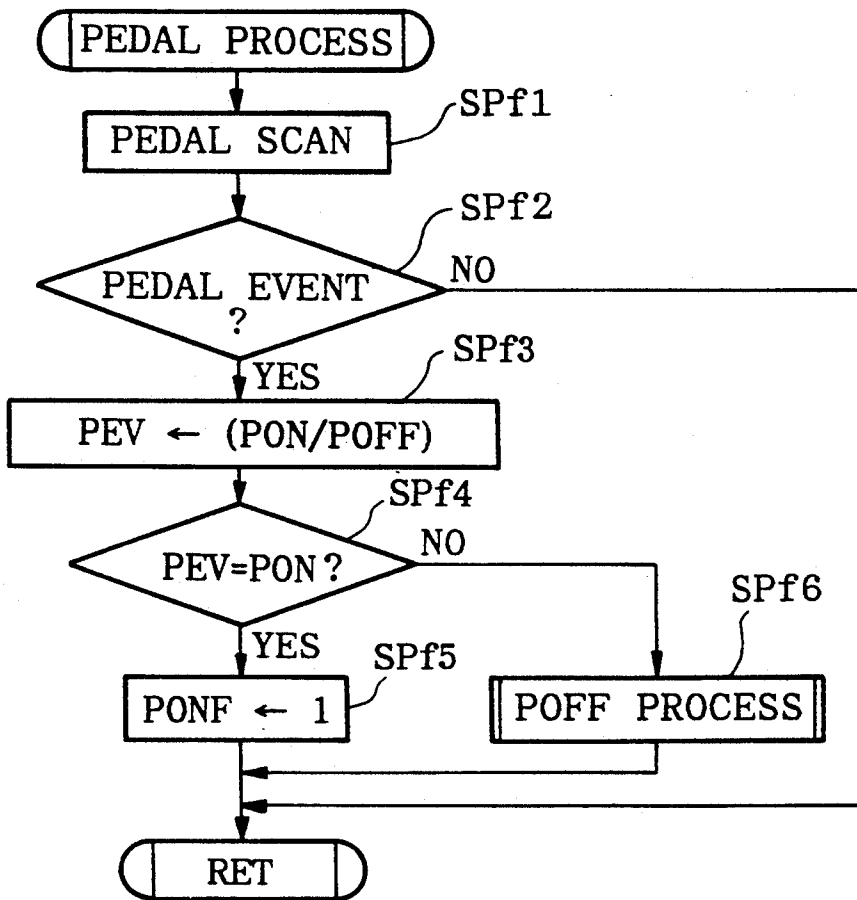 PEDAL PROCESS
SPf1
PEDAL SCAN
SPf2
PEDAL EVENT
?
NO
YES
SPf3
PEV ← (PON/POFF)
SPf4
PEV=PON?
NO
YES
SPf6
SPf5
PONF ← 1
POFF PROCESS
RET